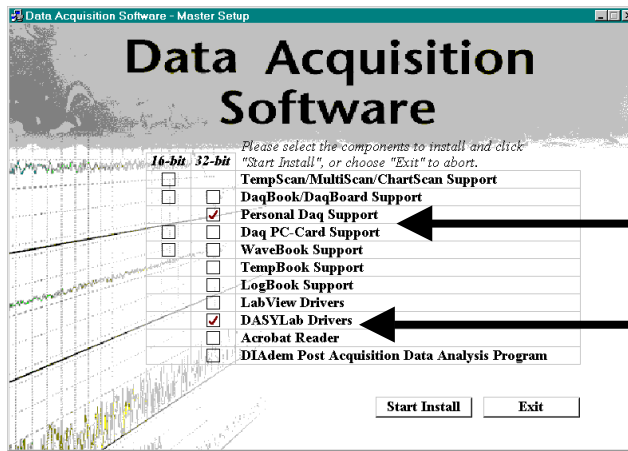 Data Acquisition Software - Master Setup
Data Acquisition
Software
Please select the components to install and click
16-bit 32-bit "Start Install", or choose "Exit" to abort.
TempScan/MultiScan/ChartScan Support
DaqBook/DaqBoard Support
Personal Daq Support
Daq PC-Card Support
WaveBook Support
TempBook Support
LogBook Support
LabView Drivers
DASYLab Drivers
Acrobat Reader
DIAdem Post Acquisition Data Analysis Program
Start Install Exit